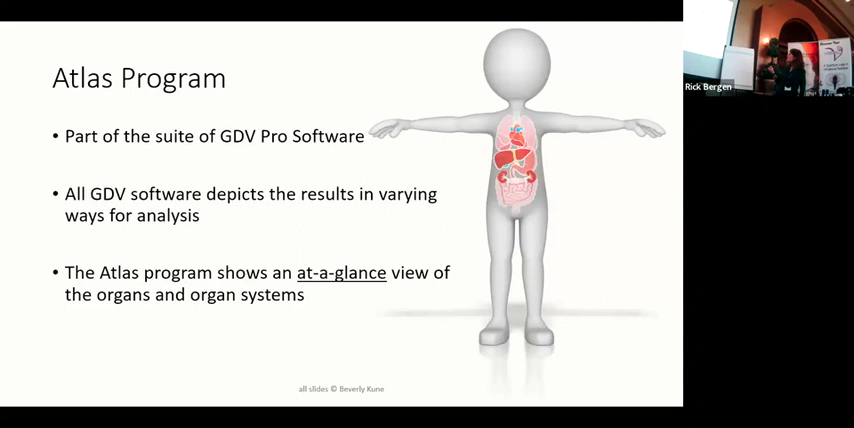 Atlas Program
• Part of the suite of GDV Pro Software
• All GDV software depicts the results in varying
ways for analysis
• The Atlas program shows an at-a-glance view of
the organs and organ systems
all slides © Beverly Kune
Rick Bergen